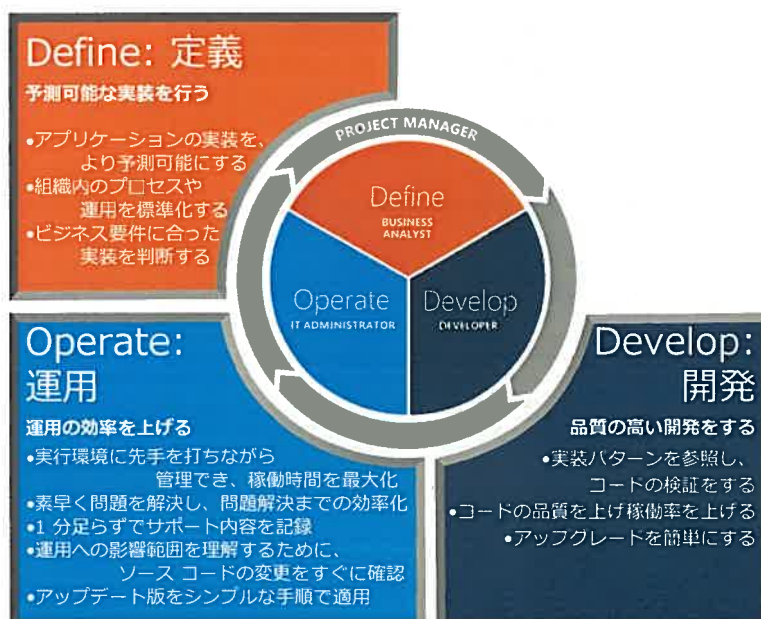 Define: 定義
予測可能な実装を行う
•アプリケーションの実装を、
より予測可能にする
•組織内のプロセスや
運用を標準化する
•ビジネス要件に合った
実装を判断する
PROJECT MANAGER
Define
BUSINESS
ANALYST
Operate
IT ADMINISTRATOR
Develop
DEVELOPER
Operate:
運用
運用の効率を上げる
•実行環境に先手を打ちながら
管理でき、稼働時間を最大化
•素早く問題を解決し、問題解決までの効率化
•1 分足らずでサポート内容を記録
•運用への影響範囲を理解するために、
ソース コードの変更をすぐに確認
•アップデート版をシンプルな手順で適用
Develop:
開発
品質の高い開発をする
•実装パターンを参照し、
コードの検証をする
•コードの品質を上げ稼働率を上げる
•アップグレードを簡単にする